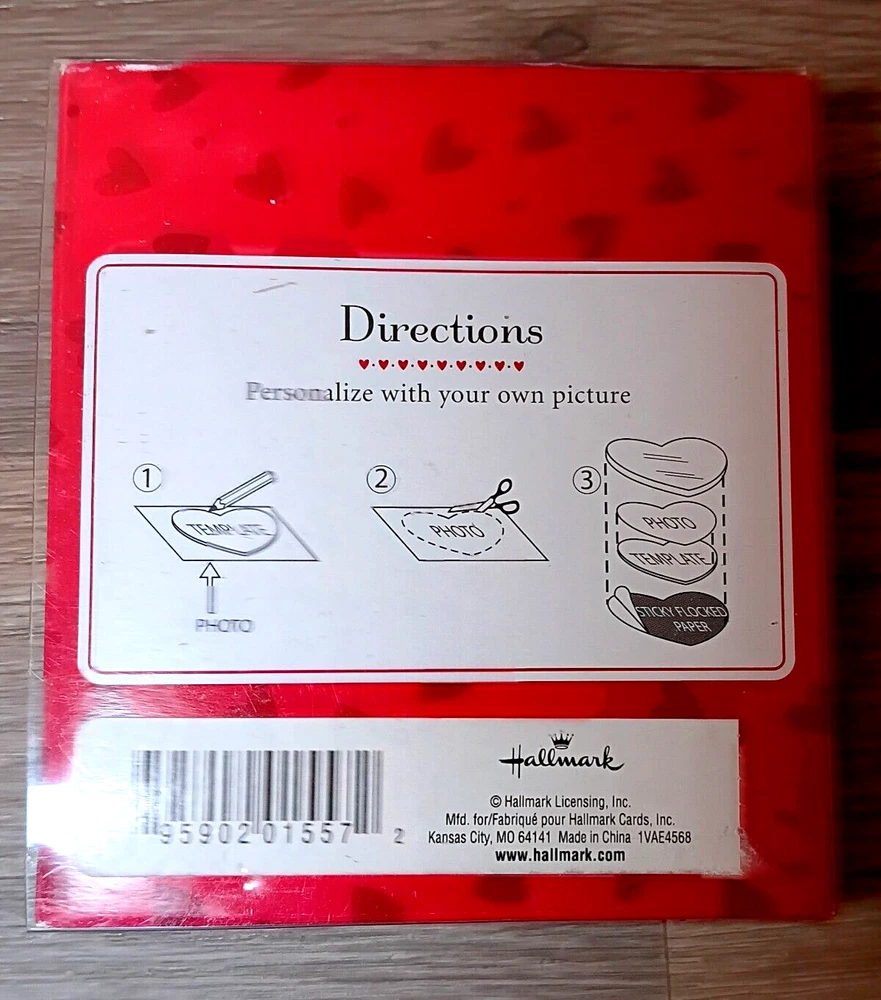 Directions
Personalize with your own picture
1
TEMPLATE
PHOTO
2
PHOTO
3
PHOTO
TEMPLATE
STICKY FLOCKED
PAPER
95902 01557 2
Hallmark
© Hallmark Licensing, Inc.
Mfd. for/Fabriqué pour Hallmark Cards, Inc.
Kansas City, MO 64141 Made in China 1VAE4568
www.hallmark.com